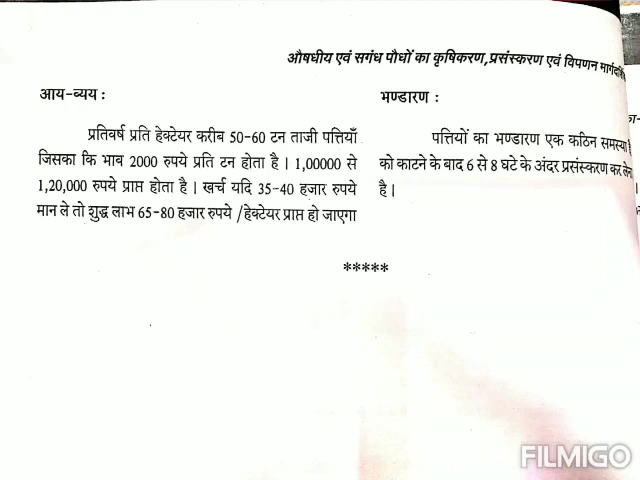 औषधीय एवं सगंध पौधों का कृषिकरण,प्रसंस्करण एवं विपणन
आय-व्यय :
प्रतिवर्ष प्रति हेक्टेयर करीब 50-60 टन ताजी पत्तियाँ
जिसका कि भाव 2000 रुपये प्रति टन होता है । 1,00000 से
1,20,000 रुपये प्राप्त होता है । खर्च यदि 35-40 हजार रुपये
मान ले तो शुद्ध लाभ 65-80 हजार रुपये /हेक्टेयर प्राप्त हो जाएगा
भण्डारण :
पत्तियों का भण्डारण एक कठिन समस्या है
को काटने के बाद 6 से 8 घटे के अंदर प्रसंस्करण कर लेना
है ।
*****
FILMIGO